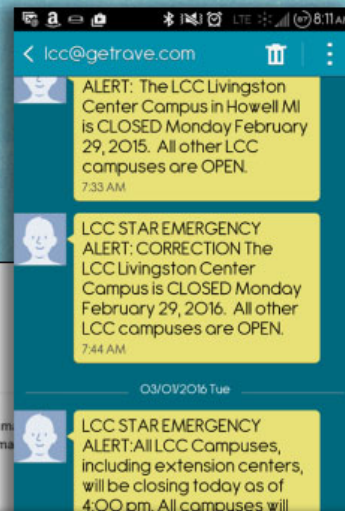 LTE 67 8:11 AM
< lcc@getrave.com
ALERT: The LCC Livingston
Center Campus in Howell MI
is CLOSED Monday February
29, 2015. All other LCC
campuses are OPEN.
7:33 AM
LCC STAR EMERGENCY
ALERT: CORRECTION The
LCC Livingston Center
Campus is CLOSED Monday
February 29, 2016. All other
LCC campuses are OPEN.
7:44 AM
03/01/2016 Tue
LCC STAR EMERGENCY
ALERT:All LCC Campuses,
including extension centers,
will be closing today as of
4:00 pm. All campuses will